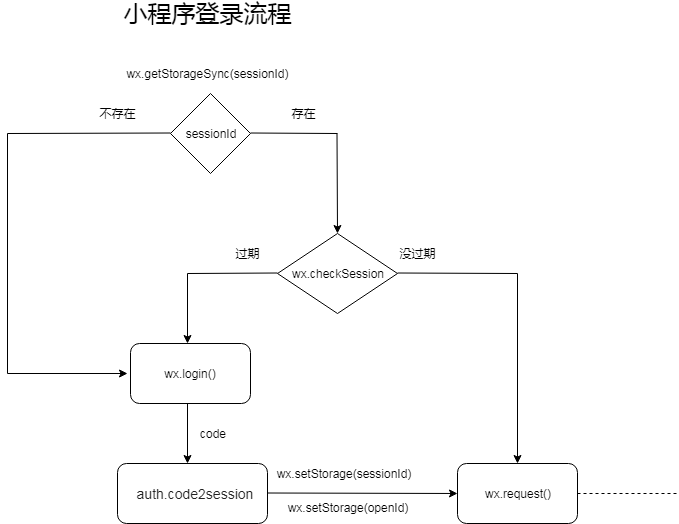 小程序登录流程
wx.getStorageSync(sessionId)
不存在
存在
sessionId
过期
没过期
wx.checkSession
wx.login()
code
auth.code2session
wx.setStorage(sessionId)
wx.setStorage(openId)
wx.request()